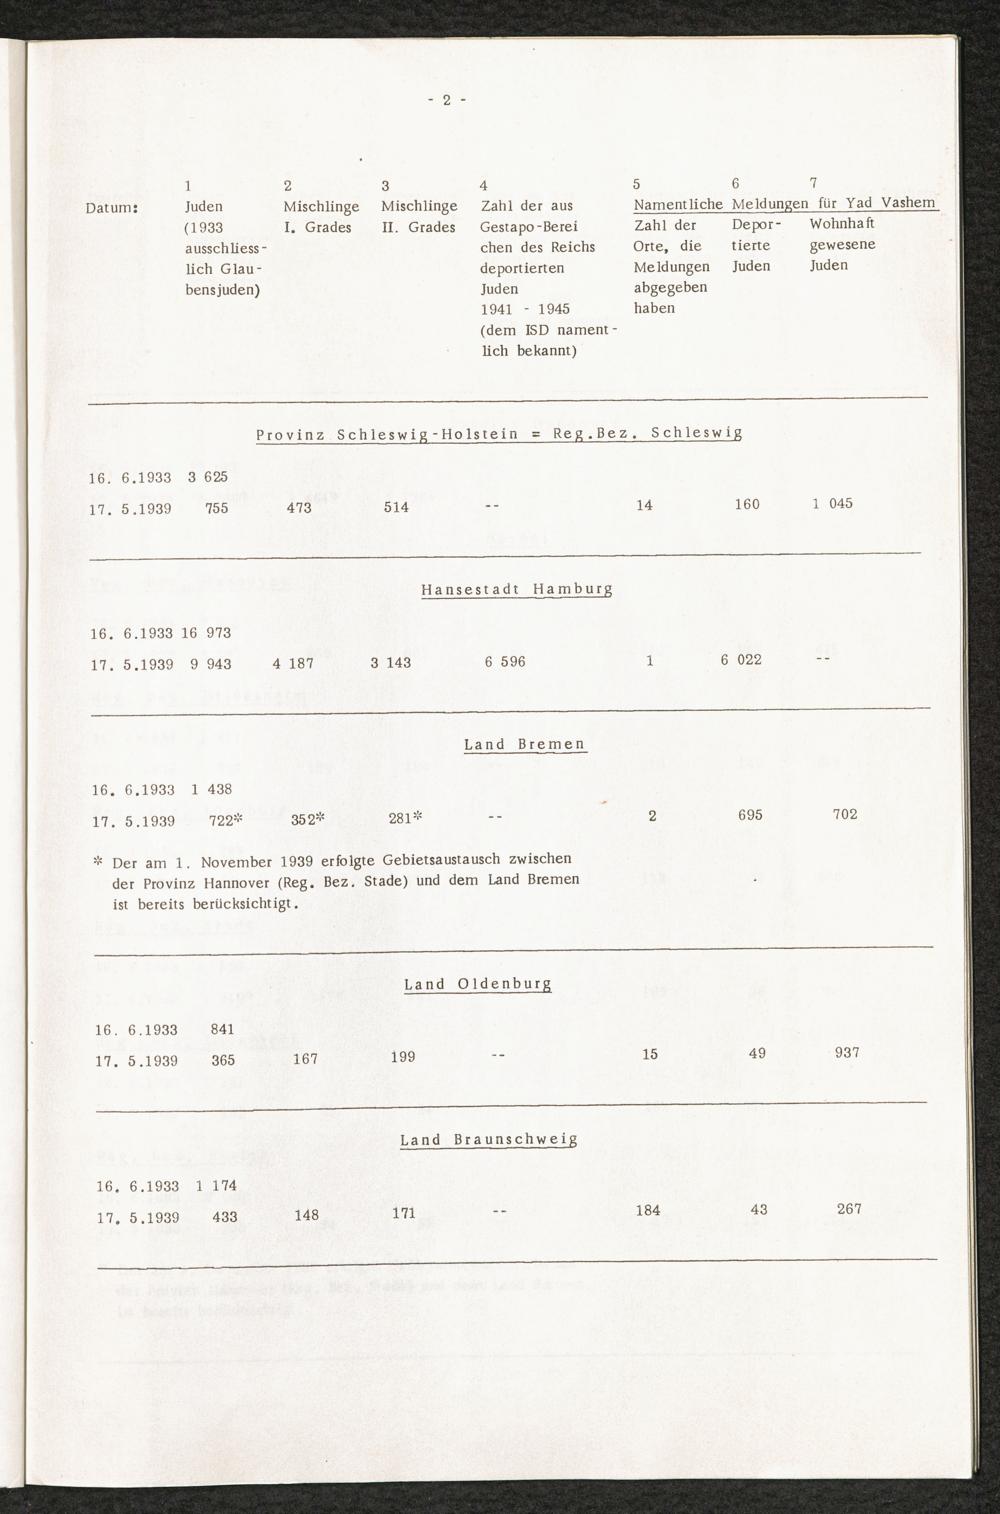 - 2 -
1 2 3 4 5 6 7
Datum: Juden Mischlinge Mischlinge Zahl der aus Namentliche Meldungen für Yad Vashem
(1933 I. Grades II. Grades Gestapo-Berei Zahl der Depor- Wohnhaft
ausschliess- chen des Reichs Orte, die tierte gewesene
lich Glau- deportierten Meldungen Juden Juden
bensjuden) Juden abgegeben
1941 - 1945 haben
(dem ISD nament-
lich bekannt)
Provinz Schleswig-Holstein = Reg.Bez. Schleswig
16. 6.1933 3 625
17. 5.1939 755 473 514 -- 14 160 1 045
Hansestadt Hamburg
16. 6.1933 16 973
17. 5.1939 9 943 4 187 3 143 6 596 1 6 022 --
Land Bremen
16. 6.1933 1 438
17. 5.1939 722* 352* 281* -- 2 695 702
* Der am 1. November 1939 erfolgte Gebietsaustausch zwischen
der Provinz Hannover (Reg. Bez. Stade) und dem Land Bremen
ist bereits berücksichtigt.
Land Oldenburg
16. 6.1933 841
17. 5.1939 365 167 199 -- 15 49 937
Land Braunschweig
16. 6.1933 1 174
17. 5.1939 433 148 171 -- 184 43 267